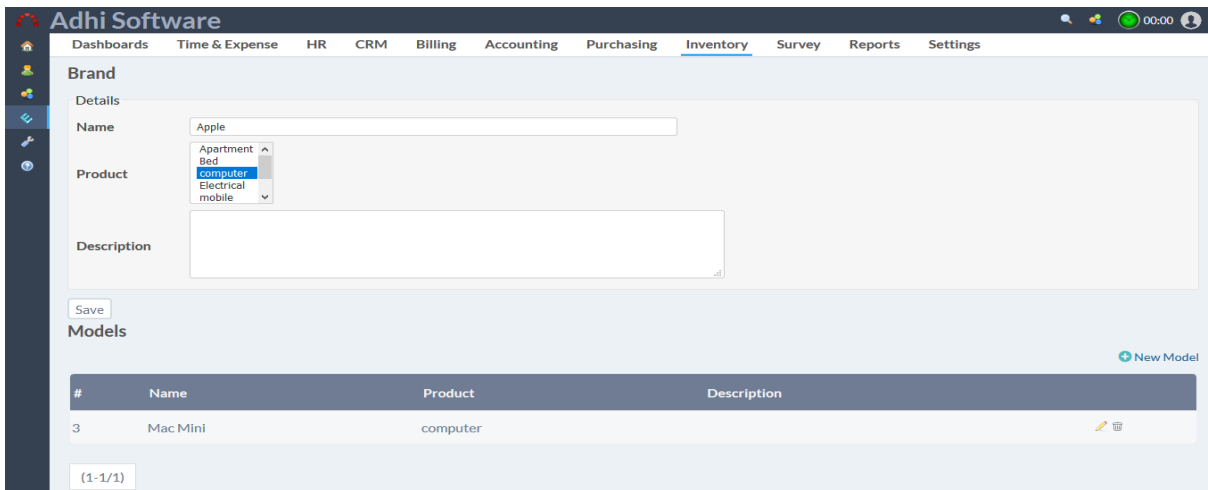 Adhi Software 00:00
Dashboards Time & Expense HR CRM Billing Accounting Purchasing Inventory Survey Reports Settings
Brand
Details
Name Apple
Product
Apartment
Bed
computer
Electrical
mobile
Description
Save
Models
New Model
# Name Product Description
3 Mac Mini computer
(1-1/1)